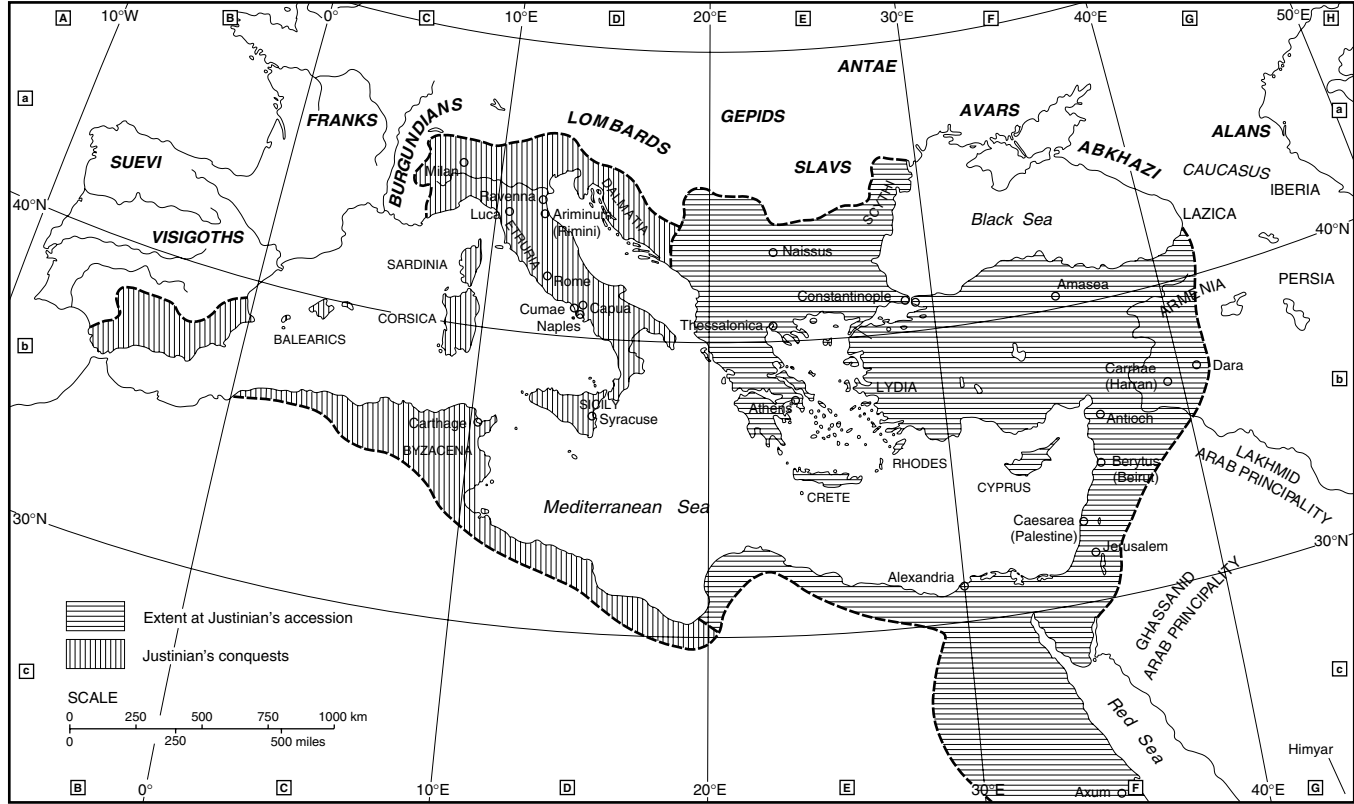 A 10°W B 0° C 10°E D E 30°E F 40°E G 50°E H
a
ANTAE
a
FRANKS
BURGUNDIANS
LOMBARDS
GEPIDS
AVARS
ALANS
SUEVI
SLAVS
ABKHAZI
CAUCASUS
Milan
IBERIA
40°N
Ravenna
DALMATIA
SCYTHI
Luca
Ariminum
(Rimini)
Black Sea
LAZICA
40°N
VISIGOTHS
ETRURIA
Naissus
SARDINIA
Rome
Amasea
PERSIA
Constantinople
ARMENIA
CORSICA
Cumae
Capua
Naples
Thessalonica
BALEARICS
b
Carrhae
(Harran)
Dara
b
LYDIA
SICILY
Athens
Carthage
Syracuse
Antioch
BYZACENA
RHODES
Berytus
(Beirut)
LAKHMID
ARAB PRINCIPALITY
CYPRUS
CRETE
Mediterranean Sea
30°N
Caesarea
(Palestine)
30°N
Jerusalem
Alexandria
GHASSANID
ARAB PRINCIPALITY
Extent at Justinian's accession
Justinian's conquests
c
c
SCALE
0 250 500 750 1000 km
0 250 500 miles
Red Sea
Himyar
Axum
B 0° C 10°E D 20°E E 30°E F 40°E G